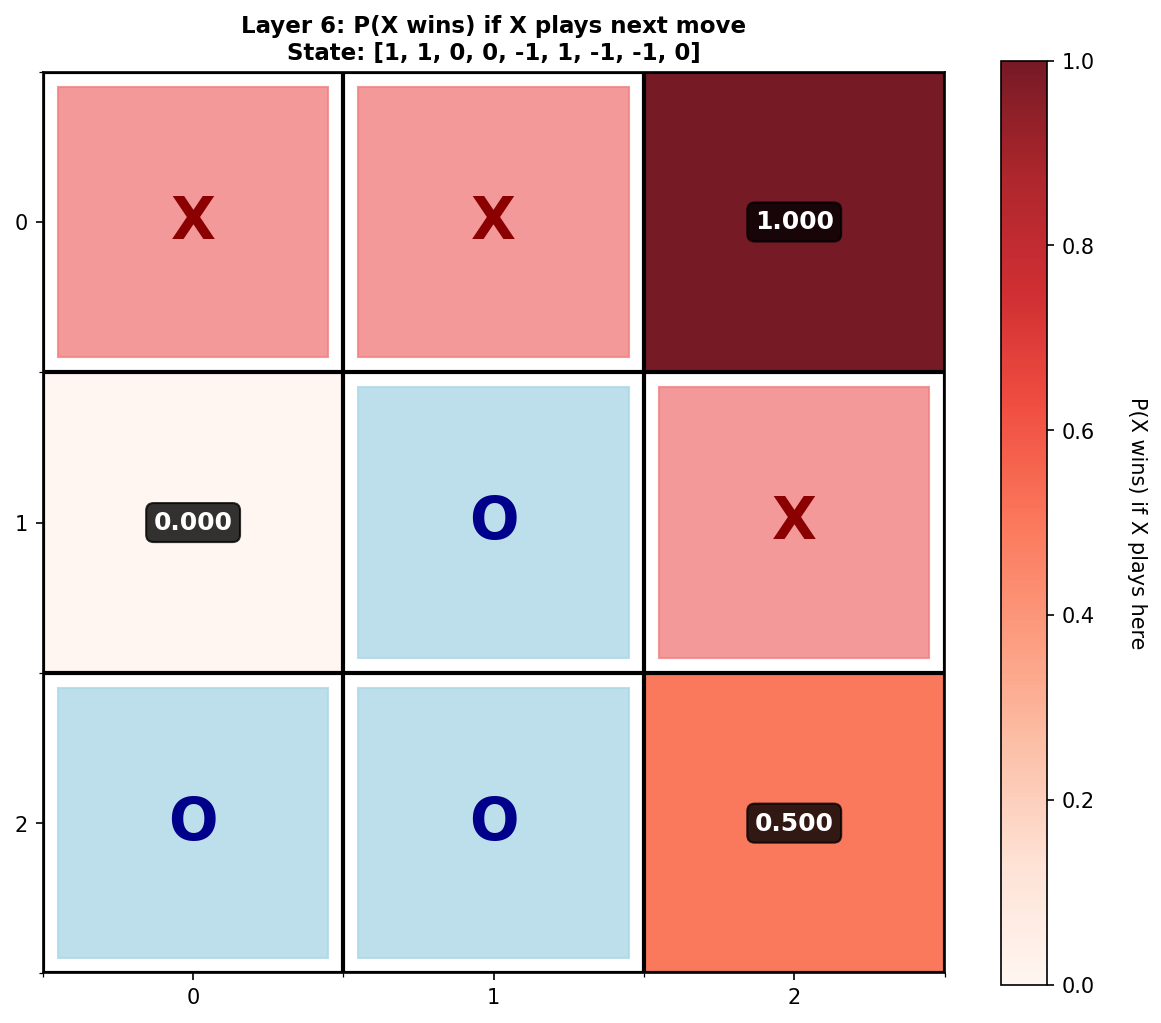 Layer 6: P(X wins) if X plays next move
State: [1, 1, 0, 0, -1, 1, -1, -1, 0]
X X 1.000
0.000 O X
O O 0.500
0
1
2
0 1 2
1.0
0.8
0.6
0.4
0.2
0.0
P(X wins) if X plays here